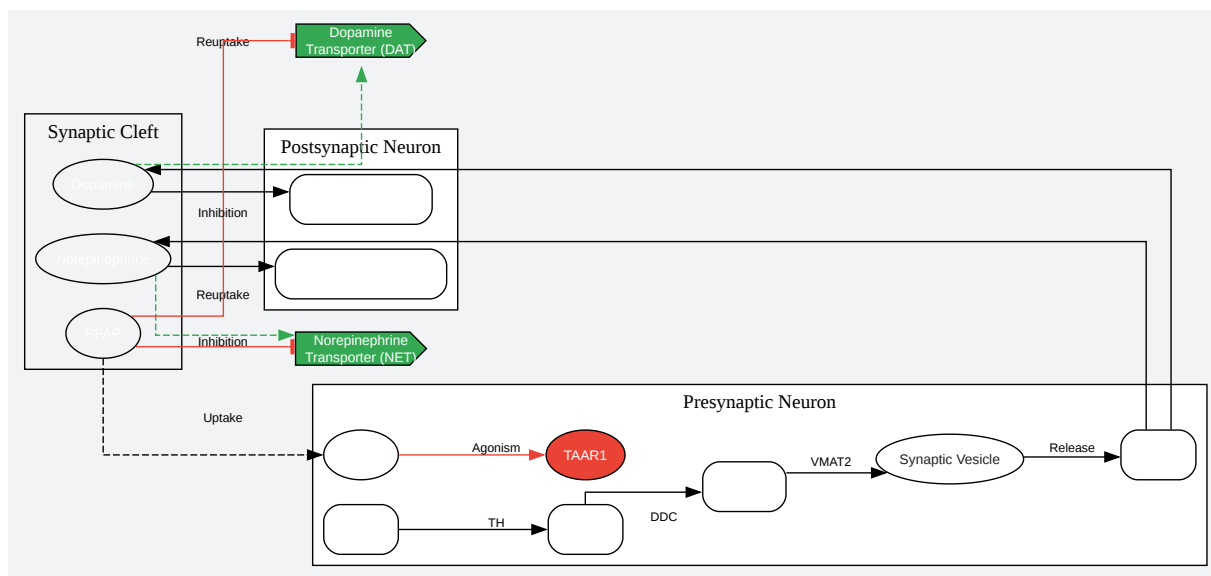 Dopamine
Transporter (DAT)
Reuptake
Synaptic Cleft
Postsynaptic Neuron
Dopamine
Inhibition
Norepinephrine
Reuptake
PPAP
Inhibition
Norepinephrine
Transporter (NET)
Presynaptic Neuron
Uptake
Agonism
TAAR1
VMAT2
Synaptic Vesicle
Release
TH
DDC